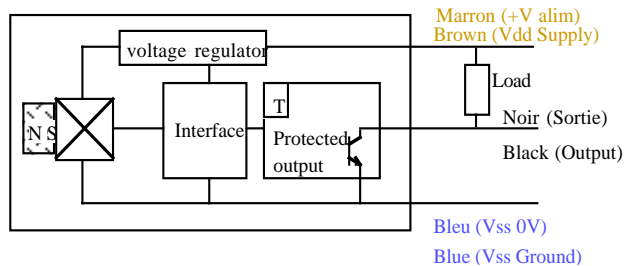 Marron (+V alim)
Brown (Vdd Supply)
voltage regulator
Load
T
N S
Interface
Protected
output
Noir (Sortie)
Black (Output)
Bleu (Vss 0V)
Blue (Vss Ground)